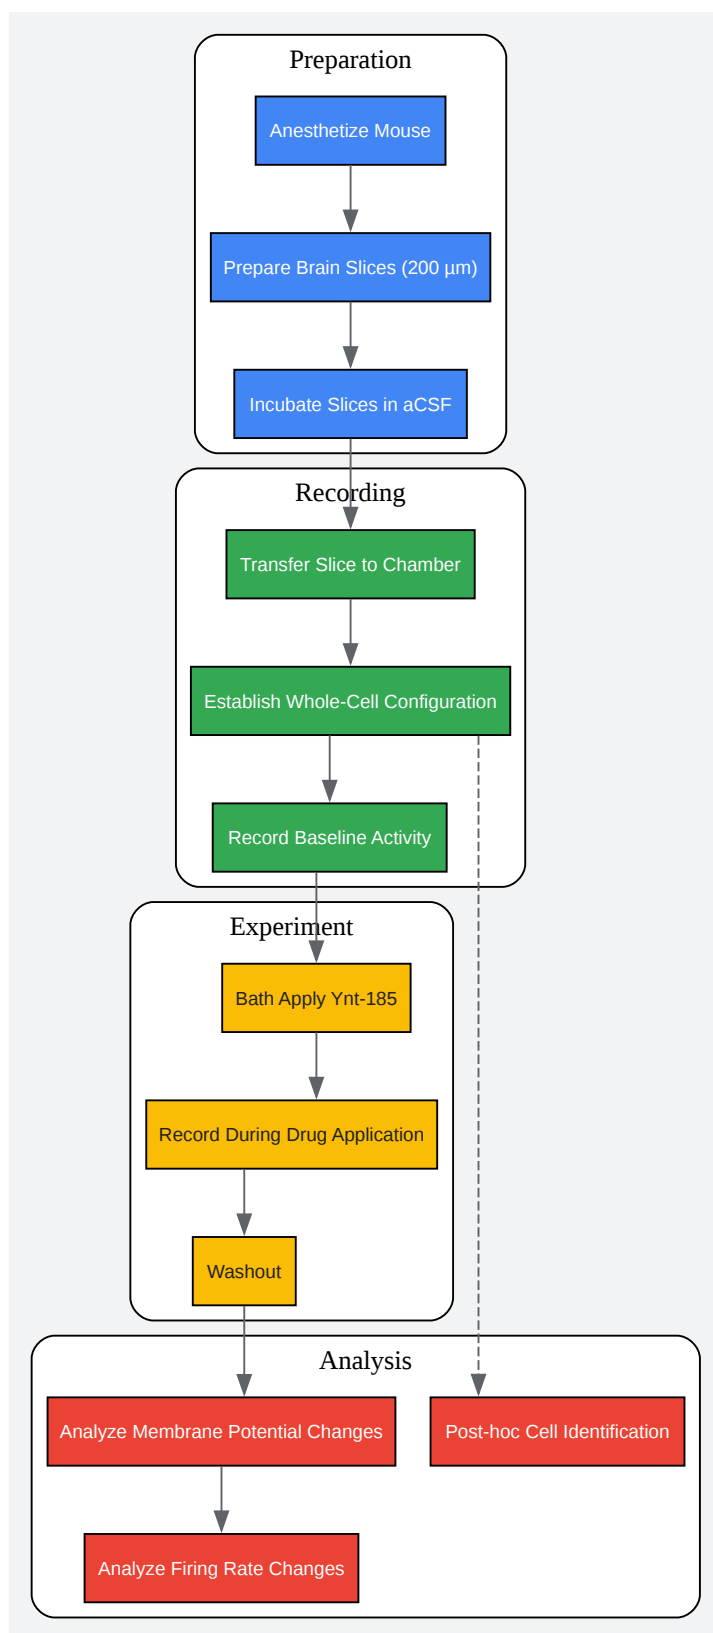 Preparation
Anesthetize Mouse
Prepare Brain Slices (200 µm)
Incubate Slices in aCSF
Recording
Transfer Slice to Chamber
Establish Whole-Cell Configuration
Record Baseline Activity
Experiment
Bath Apply Ynt-185
Record During Drug Application
Washout
Analysis
Analyze Membrane Potential Changes
Post-hoc Cell Identification
Analyze Firing Rate Changes